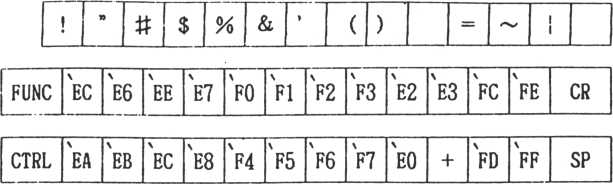 ! " # $ % & ' ( ) = ~ ¦
FUNC `EC `E6 `EE `E7 `F0 `F1 `F2 `F3 `E2 `E3 `FC `FE CR
CTRL `EA `EB `EC `E8 `F4 `F5 `F6 `F7 `E0 + `FD `FF SP